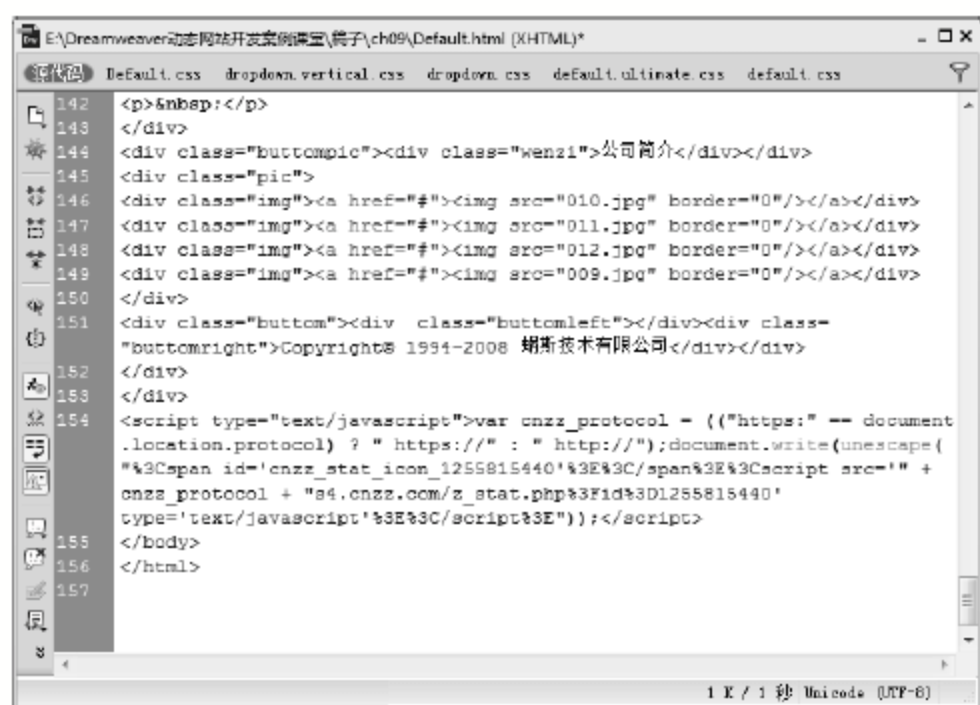 E:\Dreamweaver动态网站开发案例课堂\镜子\ch09\Default.html (XHTML)*
源代码 Default.css dropdown.vertical.css dropdown.css default.ultimate.css default.css
142 <p>&nbsp;</p>
143 </div>
144 <div class="buttompic"><div class="wenzi">公司简介</div></div>
145 <div class="pic">
146 <div class="img"><a href="#"><img src="010.jpg" border="0"/></a></div>
147 <div class="img"><a href="#"><img src="011.jpg" border="0"/></a></div>
148 <div class="img"><a href="#"><img src="012.jpg" border="0"/></a></div>
149 <div class="img"><a href="#"><img src="009.jpg" border="0"/></a></div>
150 </div>
151 <div class="buttom"><div  class="buttomleft"></div><div class=
"buttomright">Copyright® 1994-2008 斯技术有限公司</div></div>
152 </div>
153 </div>
154 <script type="text/javascript">var cnzz_protocol = (("https:" == document
.location.protocol) ? " https://" : " http://");document.write(unescape(
"%3Cspan id='cnzz_stat_icon_1255815440'%3E%3C/span%3E%3Cscript src='" +
cnzz_protocol + "s4.cnzz.com/z_stat.php%3Fid%3D1255815440'
type='text/javascript'%3E%3C/script%3E"));</script>
155 </body>
156 </html>
157
1 K / 1 秒 Unicode (UTF-8)